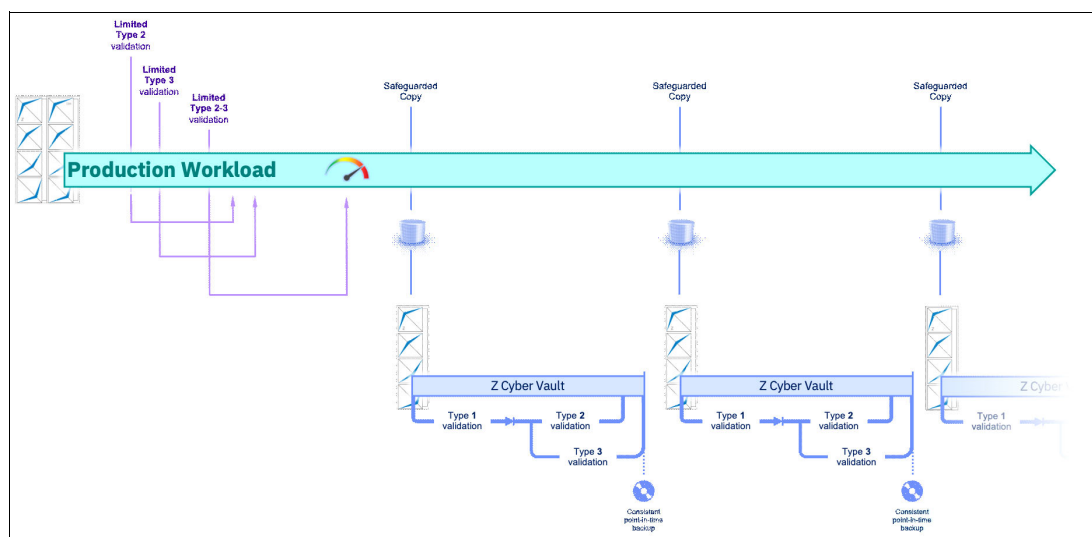 Limited
Type 2
validation
Limited
Type 3
validation
Limited
Type 2-3
validation
Safeguarded
Copy
Safeguarded
Copy
Safeguarded
Copy
Production Workload
Z Cyber Vault
Type 1
validation
Type 2
validation
Type 3
validation
Consistent
point-in-time
backup
Z Cyber Vault
Type 1
validation
Type 2
validation
Type 3
validation
Consistent
point-in-time
backup
Z Cyber
Type 1
validation